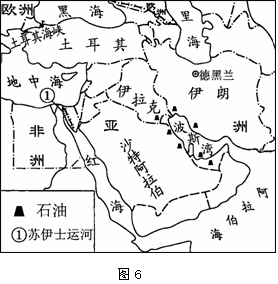 欧洲
黑海
里海
土耳其海峡
土耳其
德黑兰
地中海
①
伊拉克
伊朗
亚洲
波斯湾
非洲
红海
沙特阿拉伯
阿拉伯海
石油
①苏伊士运河
图 6